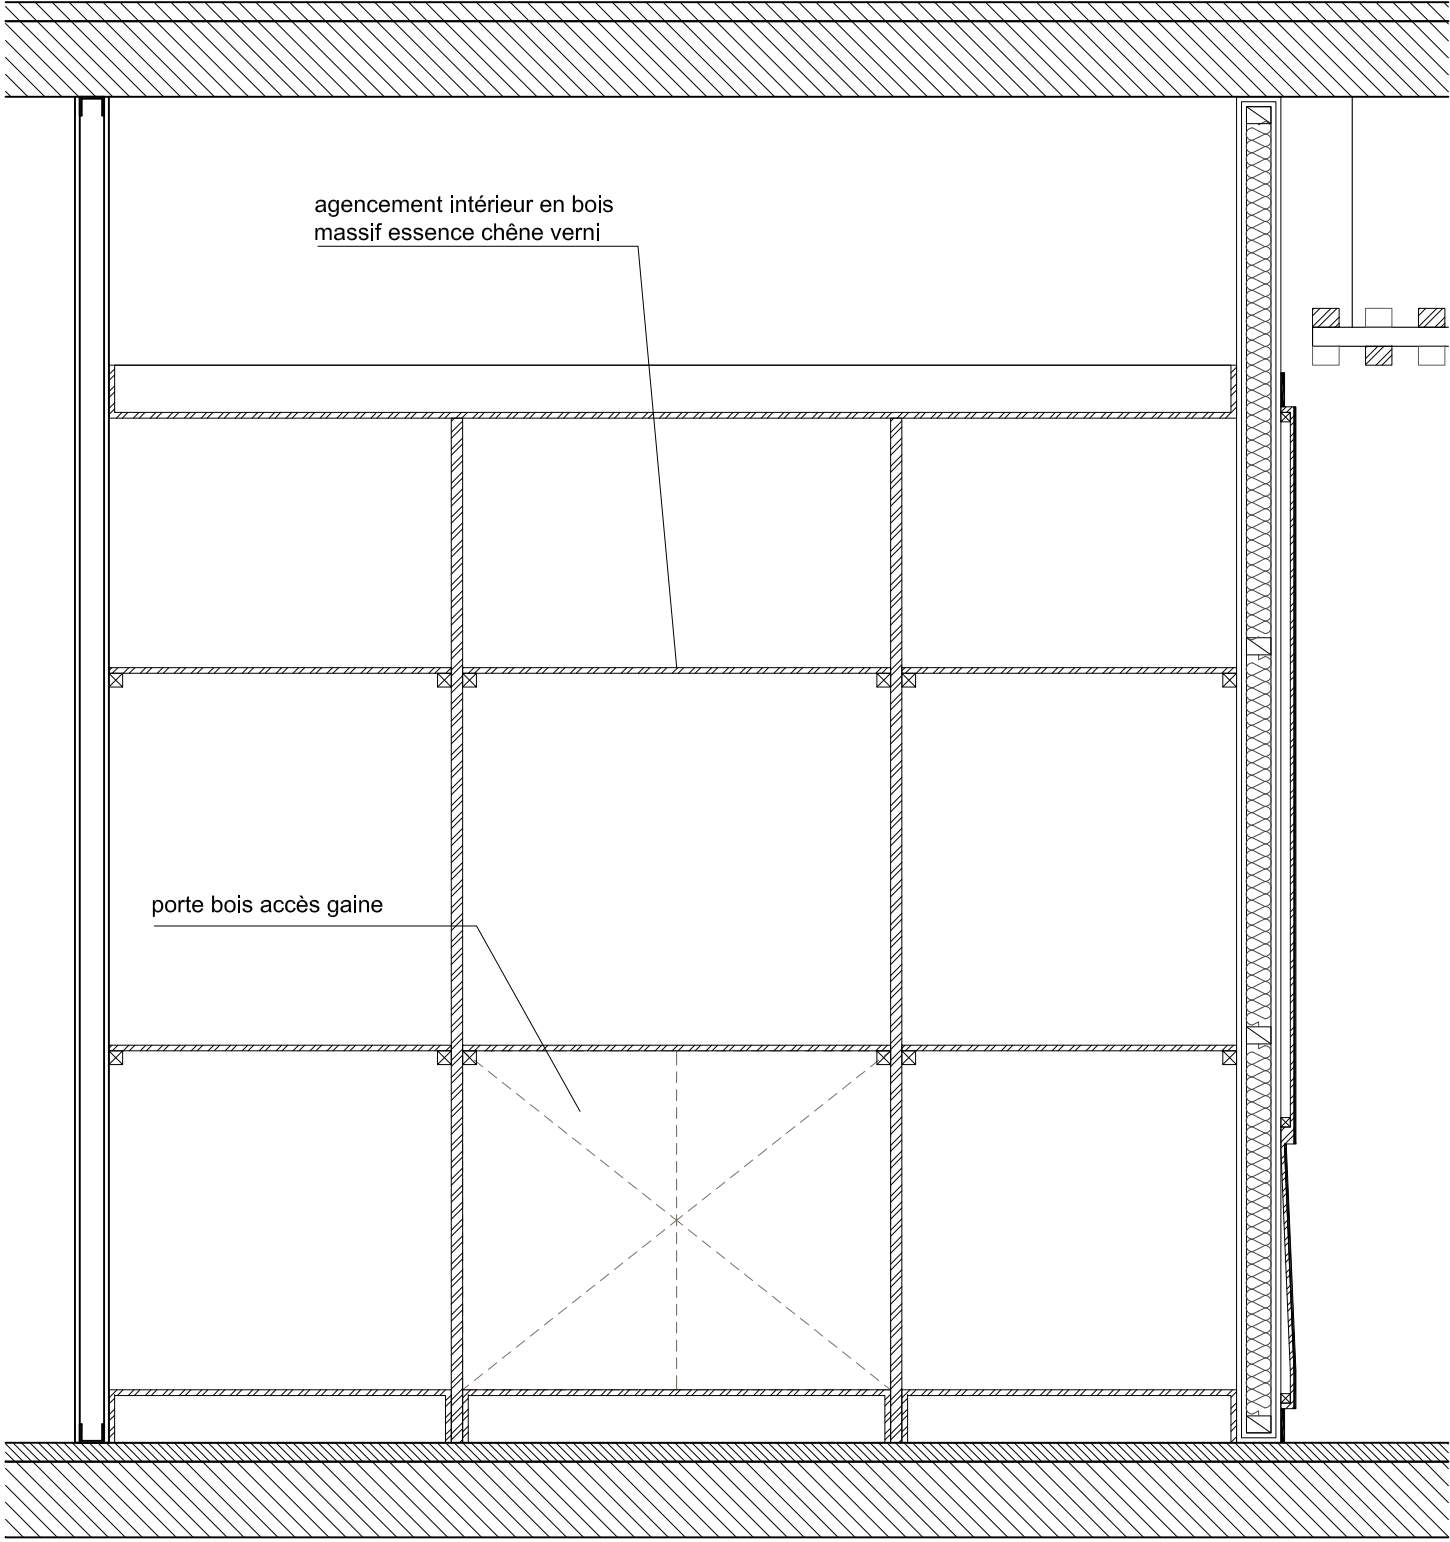 agencement intérieur en bois
massif essence chêne verni
porte bois accès gaine